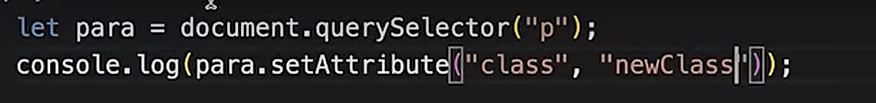 let para = document.querySelector("p");
console.log(para.setAttribute("class", "newClass"));